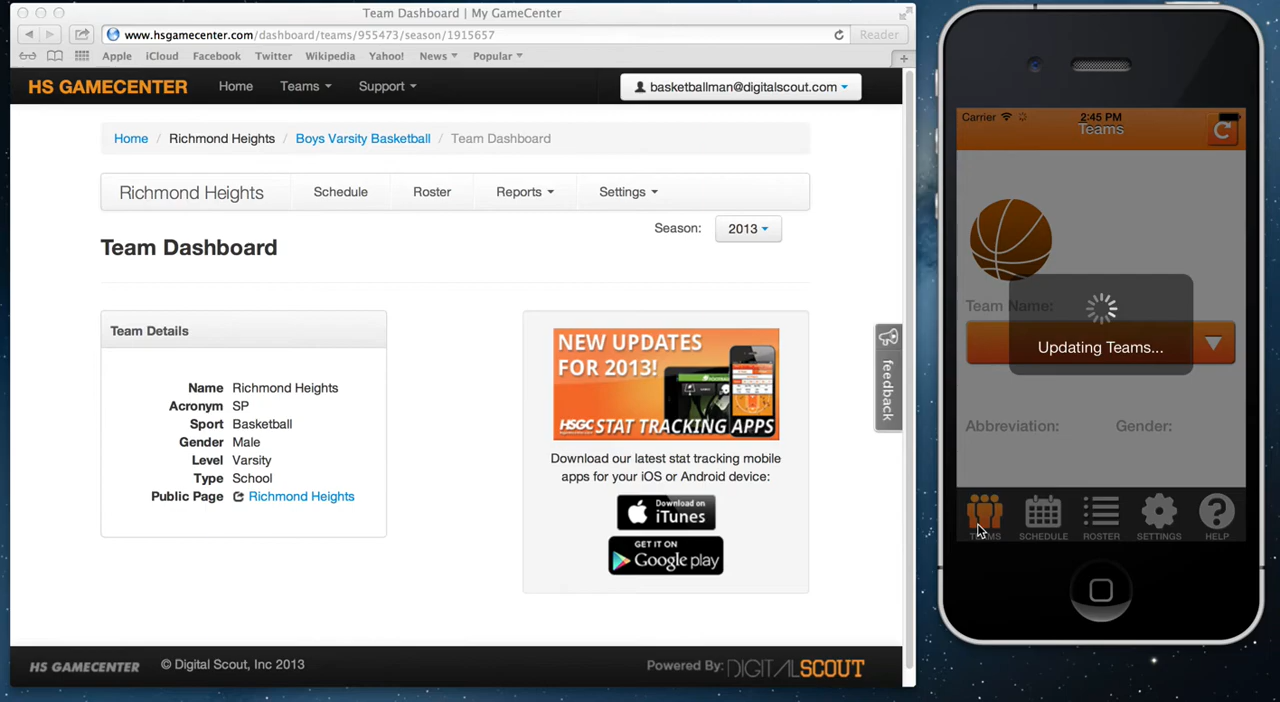 Team Dashboard | My GameCenter
www.hsgamecenter.com/dashboard/teams/955473/season/1915657
Reader
Apple iCloud Facebook Twitter Wikipedia Yahoo! News Popular
HS GAMECENTER Home Teams Support basketballman@digitalscout.com
Home / Richmond Heights / Boys Varsity Basketball / Team Dashboard
Richmond Heights Schedule Roster Reports Settings
Season: 2013
Team Dashboard
Team Details
Name Richmond Heights
Acronym SP
Sport Basketball
Gender Male
Level Varsity
Type School
Public Page Richmond Heights
NEW UPDATES
FOR 2013!
HSGC STAT TRACKING APPS
Download our latest stat tracking mobile
apps for your iOS or Android device:
Download on
iTunes
GET IT ON
Google play
feedback
HS GAMECENTER © Digital Scout, Inc 2013 Powered By: DIGITALSCOUT
Carrier 2:45 PM
Teams
Team Name:
Updating Teams...
Abbreviation: Gender:
TEAMS SCHEDULE ROSTER SETTINGS HELP